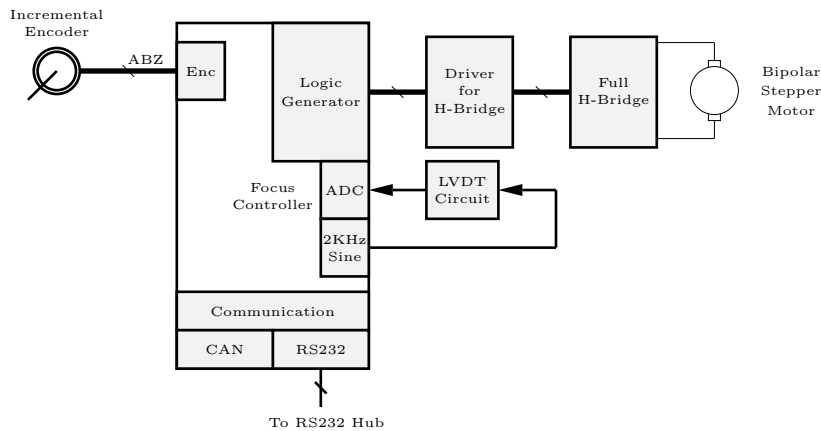 Incremental
Encoder
ABZ
Enc
Logic
Generator
Driver
for
H-Bridge
Full
H-Bridge
Bipolar
Stepper
Motor
Focus
Controller
ADC
LVDT
Circuit
2KHz
Sine
Communication
CAN
RS232
To RS232 Hub